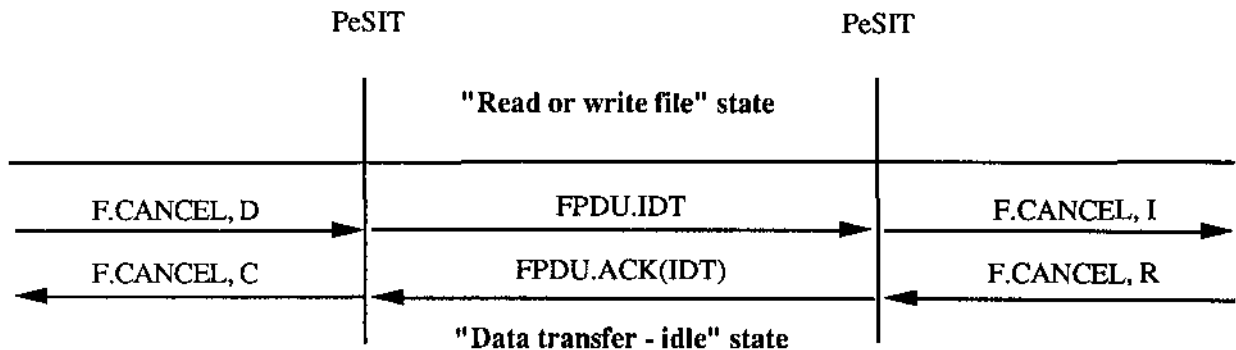 PeSIT PeSIT
"Read or write file" state
F.CANCEL, D FPDU.IDT F.CANCEL, I
F.CANCEL, C FPDU.ACK(IDT) F.CANCEL, R
"Data transfer - idle" state